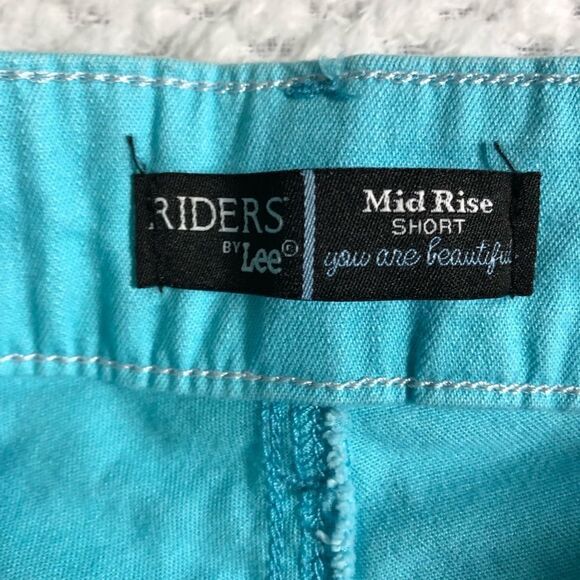 RIDERS
BY Lee®
Mid Rise
SHORT
you are beautiful